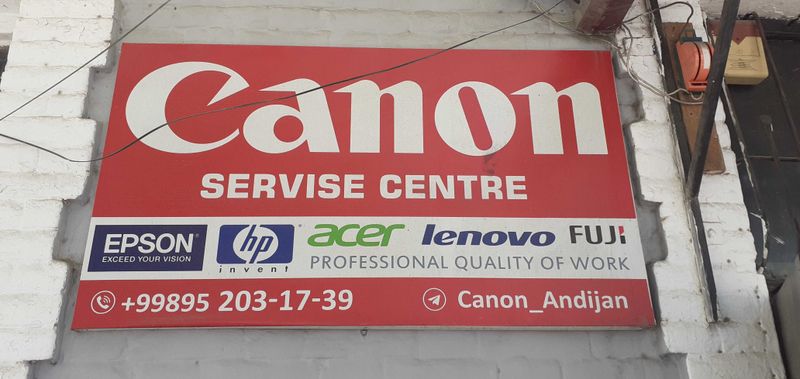 Canon
SERVISE CENTRE
EPSON hp acer lenovo FUJI
EXCEED YOUR VISION invent PROFESSIONAL QUALITY OF WORK
+99895 203-17-39 Canon_Andijan